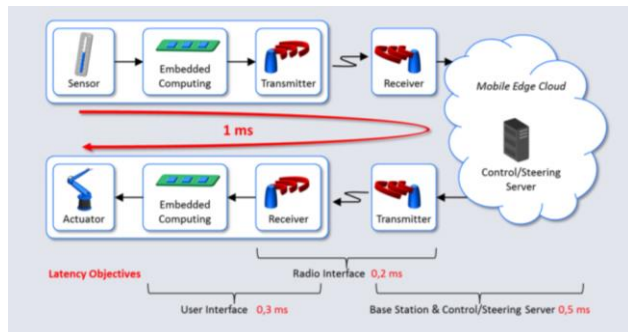 Sensor
Embedded
Computing
Transmitter
Receiver
Mobile Edge Cloud
1 ms
Control/Steering
Server
Actuator
Embedded
Computing
Receiver
Transmitter
Latency Objectives
Radio Interface 0,2 ms
User Interface 0,3 ms
Base Station & Control/Steering Server 0,5 ms